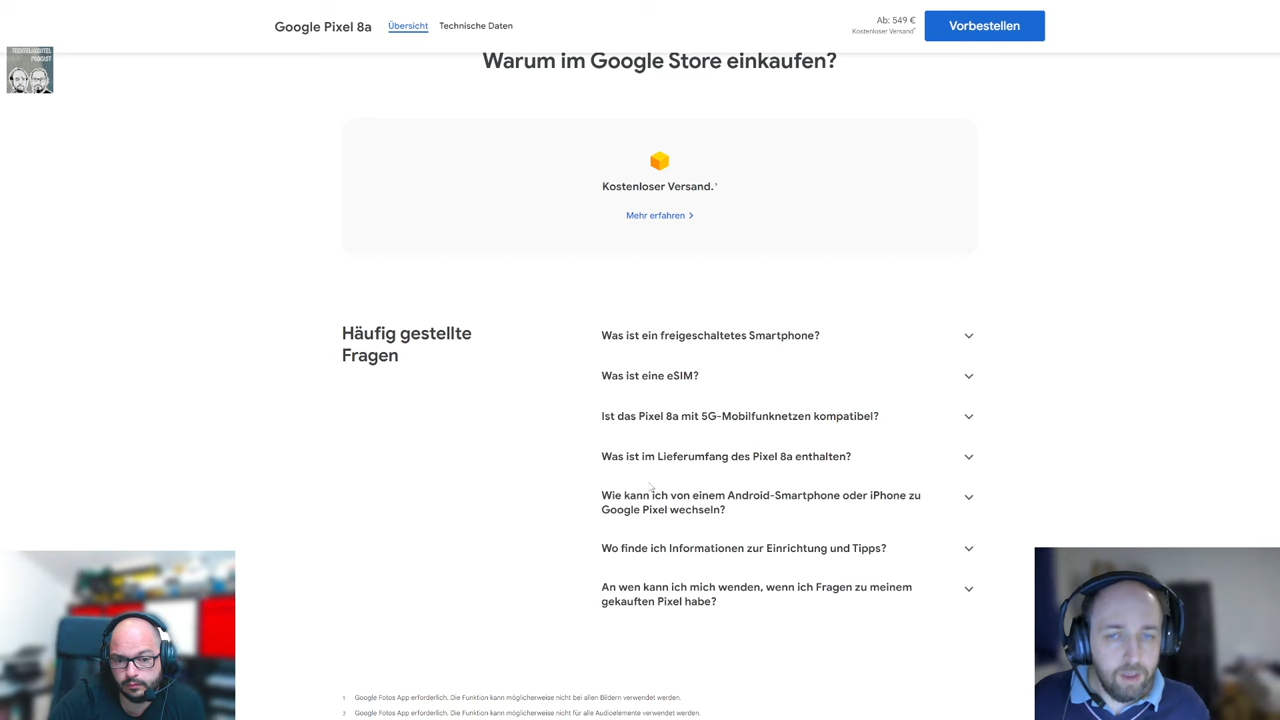 Google Pixel 8a
Übersicht
Technische Daten
Ab: 549 €
Kostenloser Versand*
Vorbestellen
PODCAST
Warum im Google Store einkaufen?
Kostenloser Versand.*
Mehr erfahren
Häufig gestellte
Fragen
Was ist ein freigeschaltetes Smartphone?
Was ist eine eSIM?
Ist das Pixel 8a mit 5G-Mobilfunknetzen kompatibel?
Was ist im Lieferumfang des Pixel 8a enthalten?
Wie kann ich von einem Android-Smartphone oder iPhone zu
Google Pixel wechseln?
Wo finde ich Informationen zur Einrichtung und Tipps?
An wen kann ich mich wenden, wenn ich Fragen zu meinem
gekauften Pixel habe?
1 Google Fotos App erforderlich. Die Funktion kann möglicherweise nicht bei allen Bildern verwendet werden.
2 Google Fotos App erforderlich. Die Funktion kann möglicherweise nicht für alle Audioelemente verwendet werden.